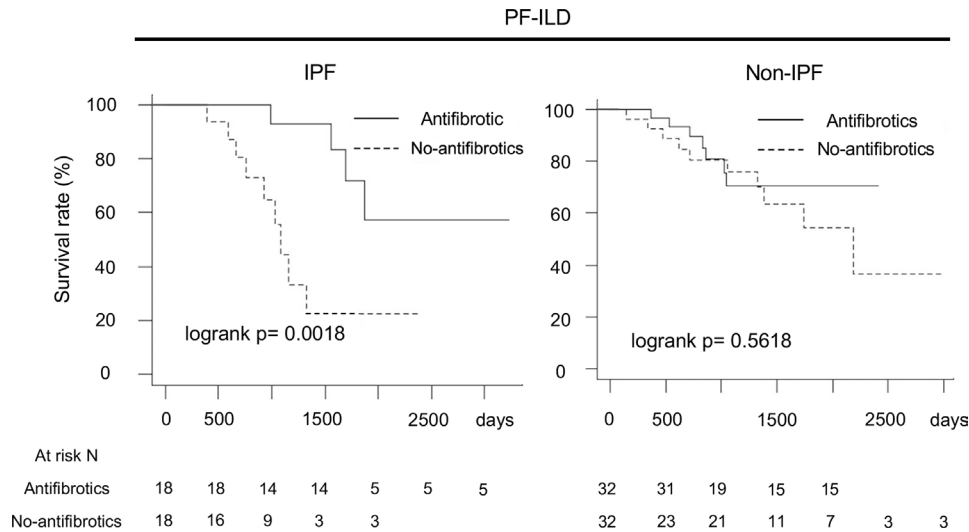 PF-ILD
IPF
Non-IPF
Survival rate (%)
100
80
60
40
20
0
Antifibrotic
No-antifibrotics
logrank p= 0.0018
0 500 1500 2500 days
100
80
60
40
20
0
Antifibrotics
No-antifibrotics
logrank p= 0.5618
0 500 1500 2500 days
At risk N
Antifibrotics 18 18 14 14 5 5 5 32 31 19 15 15
No-antifibrotics 18 16 9 3 3 32 23 21 11 7 3 3